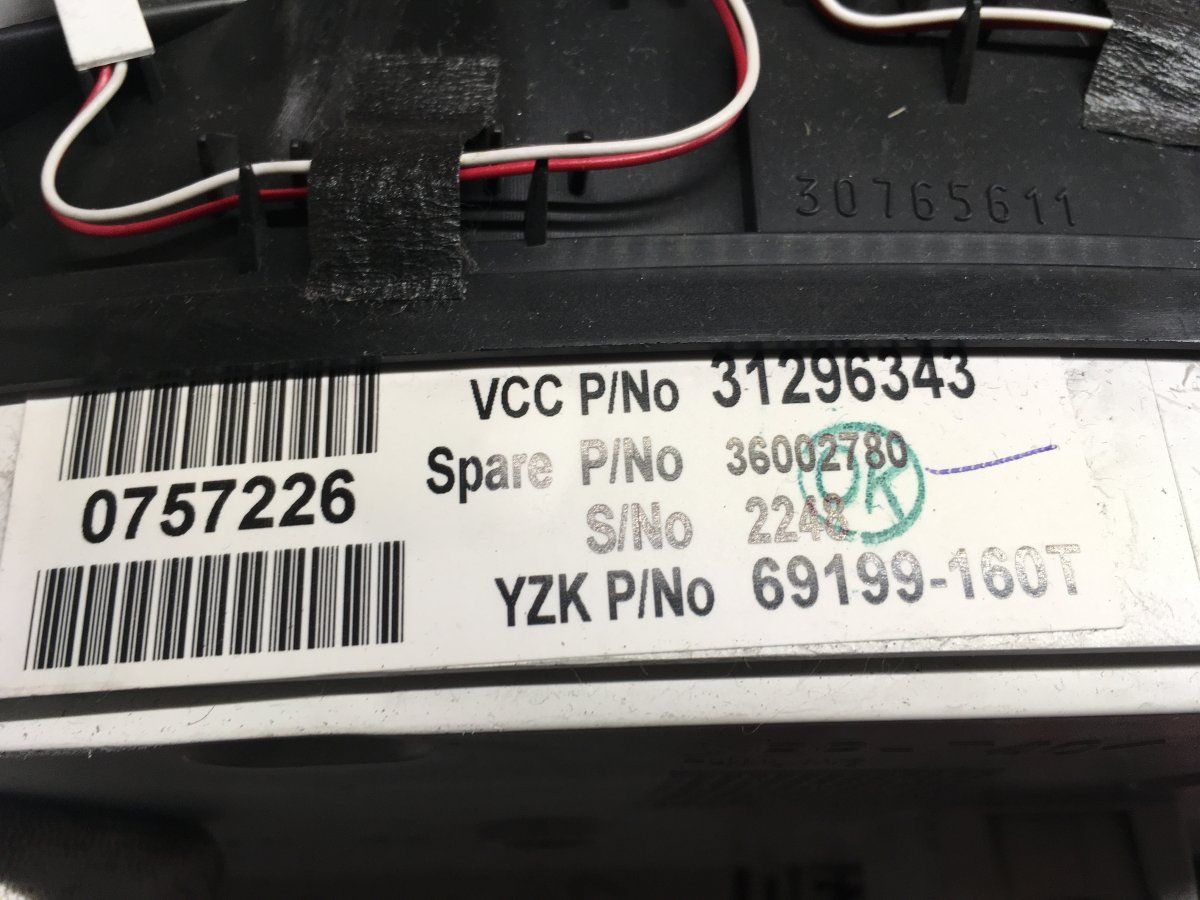 30765611
VCC P/No 31296343
Spare P/No 36002780
OK
S/No 2248
0757226
YZK P/No 69199-160T